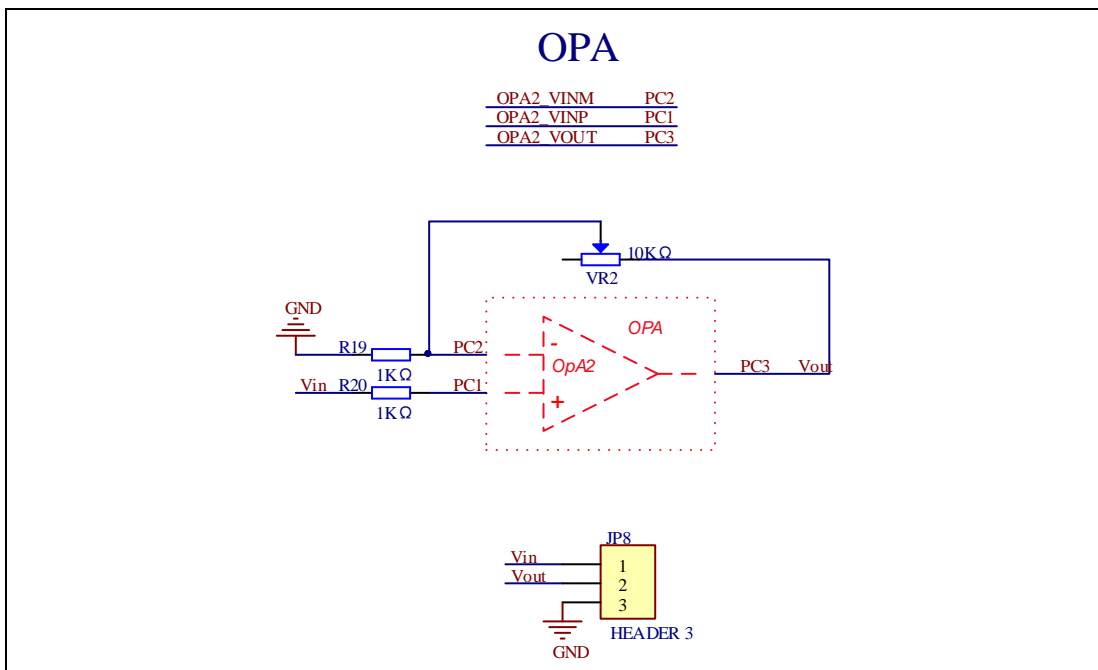 OPA
OPA2_VINM PC2
OPA2_VINP PC1
OPA2_VOUT PC3
10KΩ
VR2
GND
OPA
R19 PC2 -
OpA2
1KΩ
PC3 Vout
Vin R20 PC1
+
1KΩ
JP8
Vin 1
Vout 2
3
HEADER 3
GND